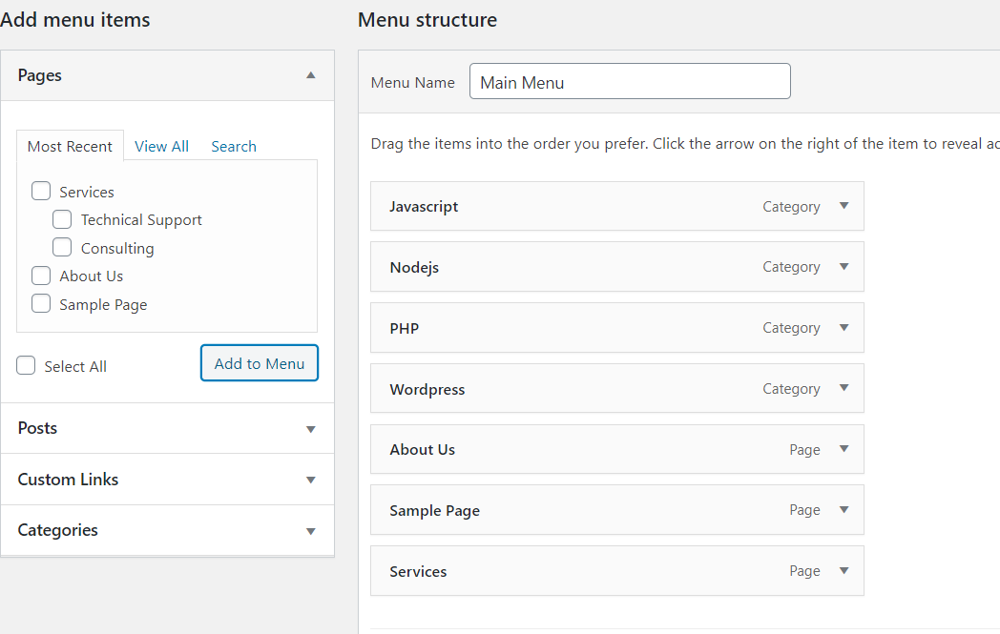 Add menu items
Pages
Most Recent View All Search
Services
Technical Support
Consulting
About Us
Sample Page
Select All Add to Menu
Posts
Custom Links
Categories
Menu structure
Menu Name Main Menu
Drag the items into the order you prefer. Click the arrow on the right of the item to reveal
Javascript Category
Nodejs Category
PHP Category
Wordpress Category
About Us Page
Sample Page Page
Services Page